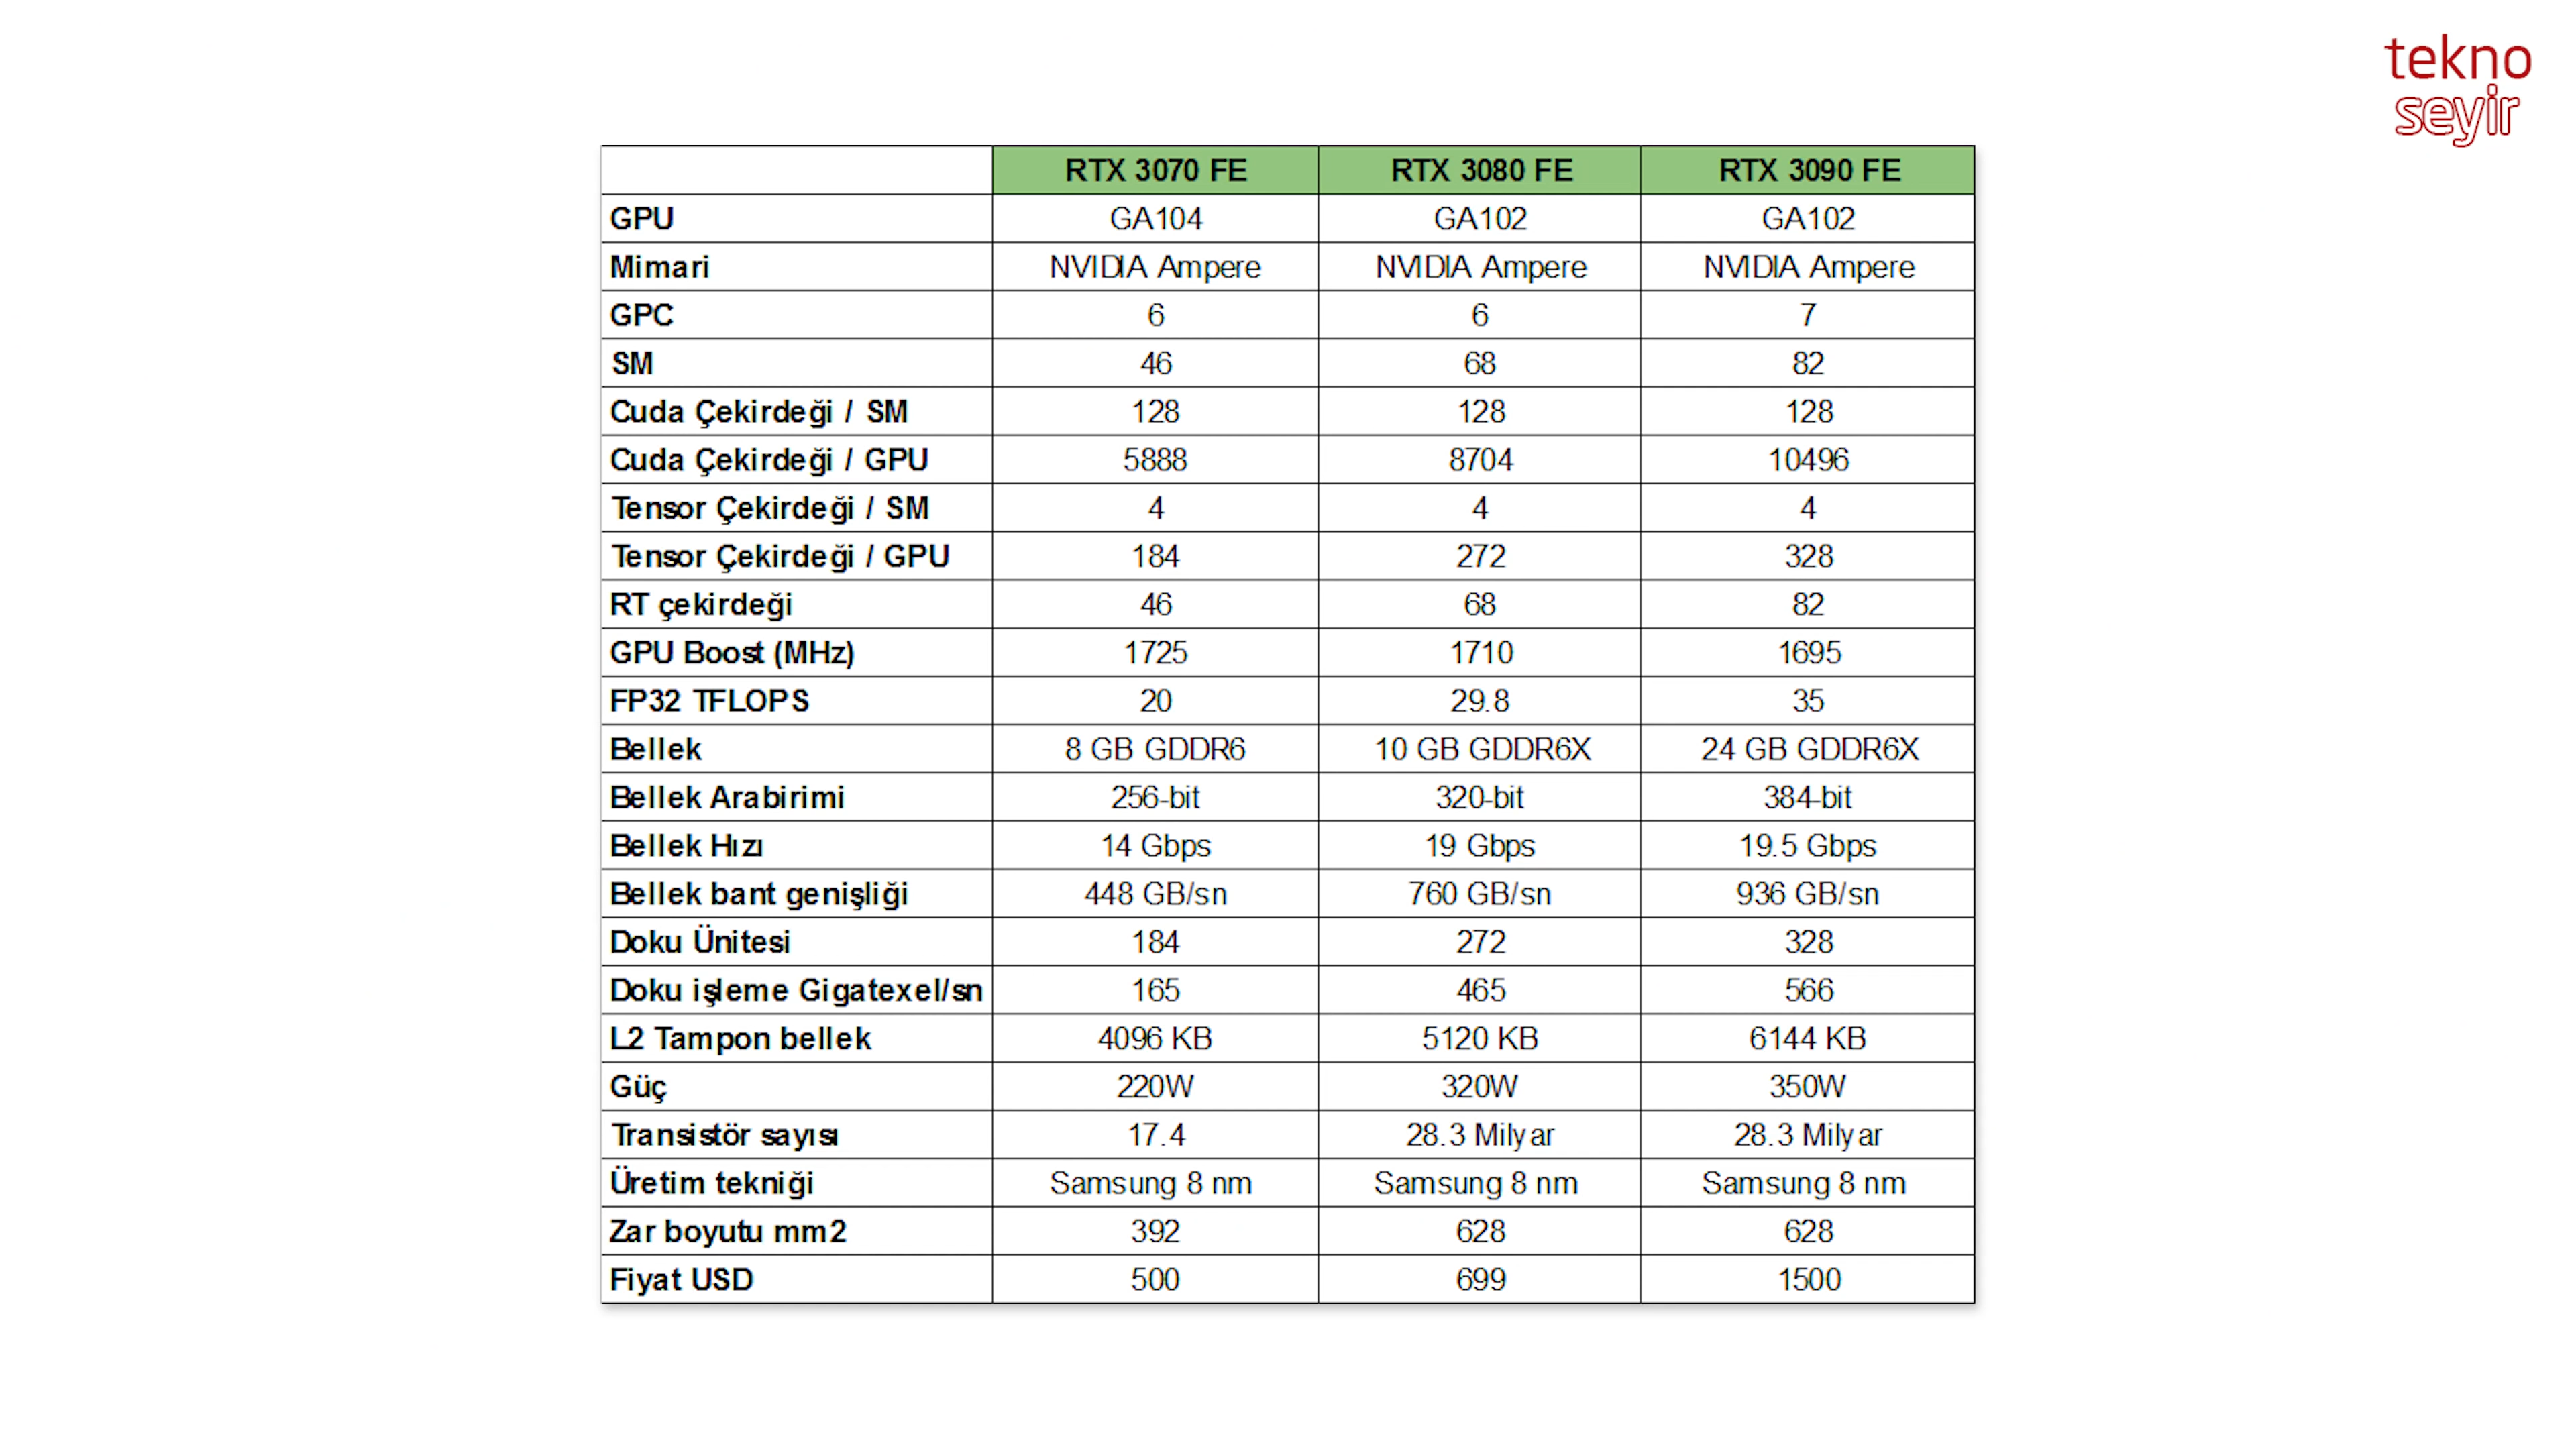 tekno
seyir
RTX 3070 FE RTX 3080 FE RTX 3090 FE
GPU GA104 GA102 GA102
Mimari NVIDIA Ampere NVIDIA Ampere NVIDIA Ampere
GPC 6 6 7
SM 46 68 82
Cuda Çekirdeği / SM 128 128 128
Cuda Çekirdeği / GPU 5888 8704 10496
Tensor Çekirdeği / SM 4 4 4
Tensor Çekirdeği / GPU 184 272 328
RT çekirdeği 46 68 82
GPU Boost (MHz) 1725 1710 1695
FP32 TFLOPS 20 29.8 35
Bellek 8 GB GDDR6 10 GB GDDR6X 24 GB GDDR6X
Bellek Arabirimi 256-bit 320-bit 384-bit
Bellek Hızı 14 Gbps 19 Gbps 19.5 Gbps
Bellek bant genişliği 448 GB/sn 760 GB/sn 936 GB/sn
Doku Ünitesi 184 272 328
Doku işleme Gigatexel/sn 165 465 566
L2 Tampon bellek 4096 KB 5120 KB 6144 KB
Güç 220W 320W 350W
Transistör sayısı 17.4 28.3 Milyar 28.3 Milyar
Üretim tekniği Samsung 8 nm Samsung 8 nm Samsung 8 nm
Zar boyutu mm2 392 628 628
Fiyat USD 500 699 1500